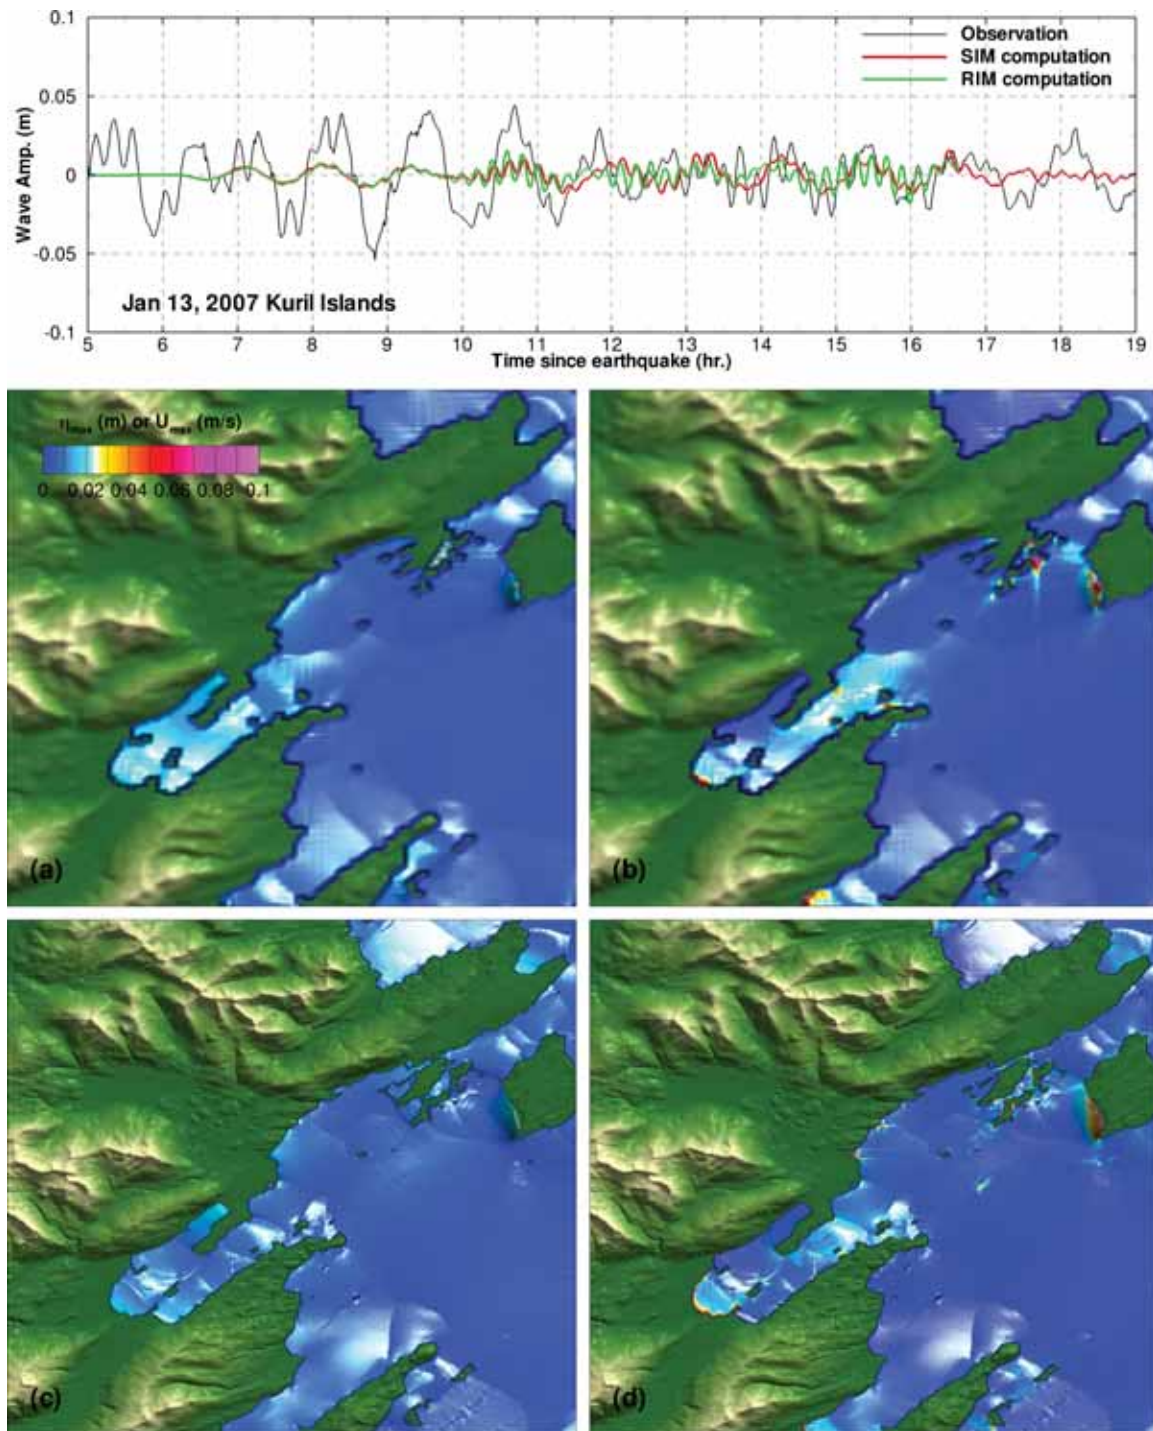 0.1
Observation
SIM computation
RIM computation
0.05
0
-0.05
-0.1
Wave Amp. (m)
Jan 13, 2007 Kuril Islands
5 6 7 8 9 10 11 12 13 14 15 16 17 18 19
Time since earthquake (hr.)
ηmax (m) or Umax (m/s)
0 0.02 0.04 0.06 0.08 0.1
(a)
(b)
(c)
(d)